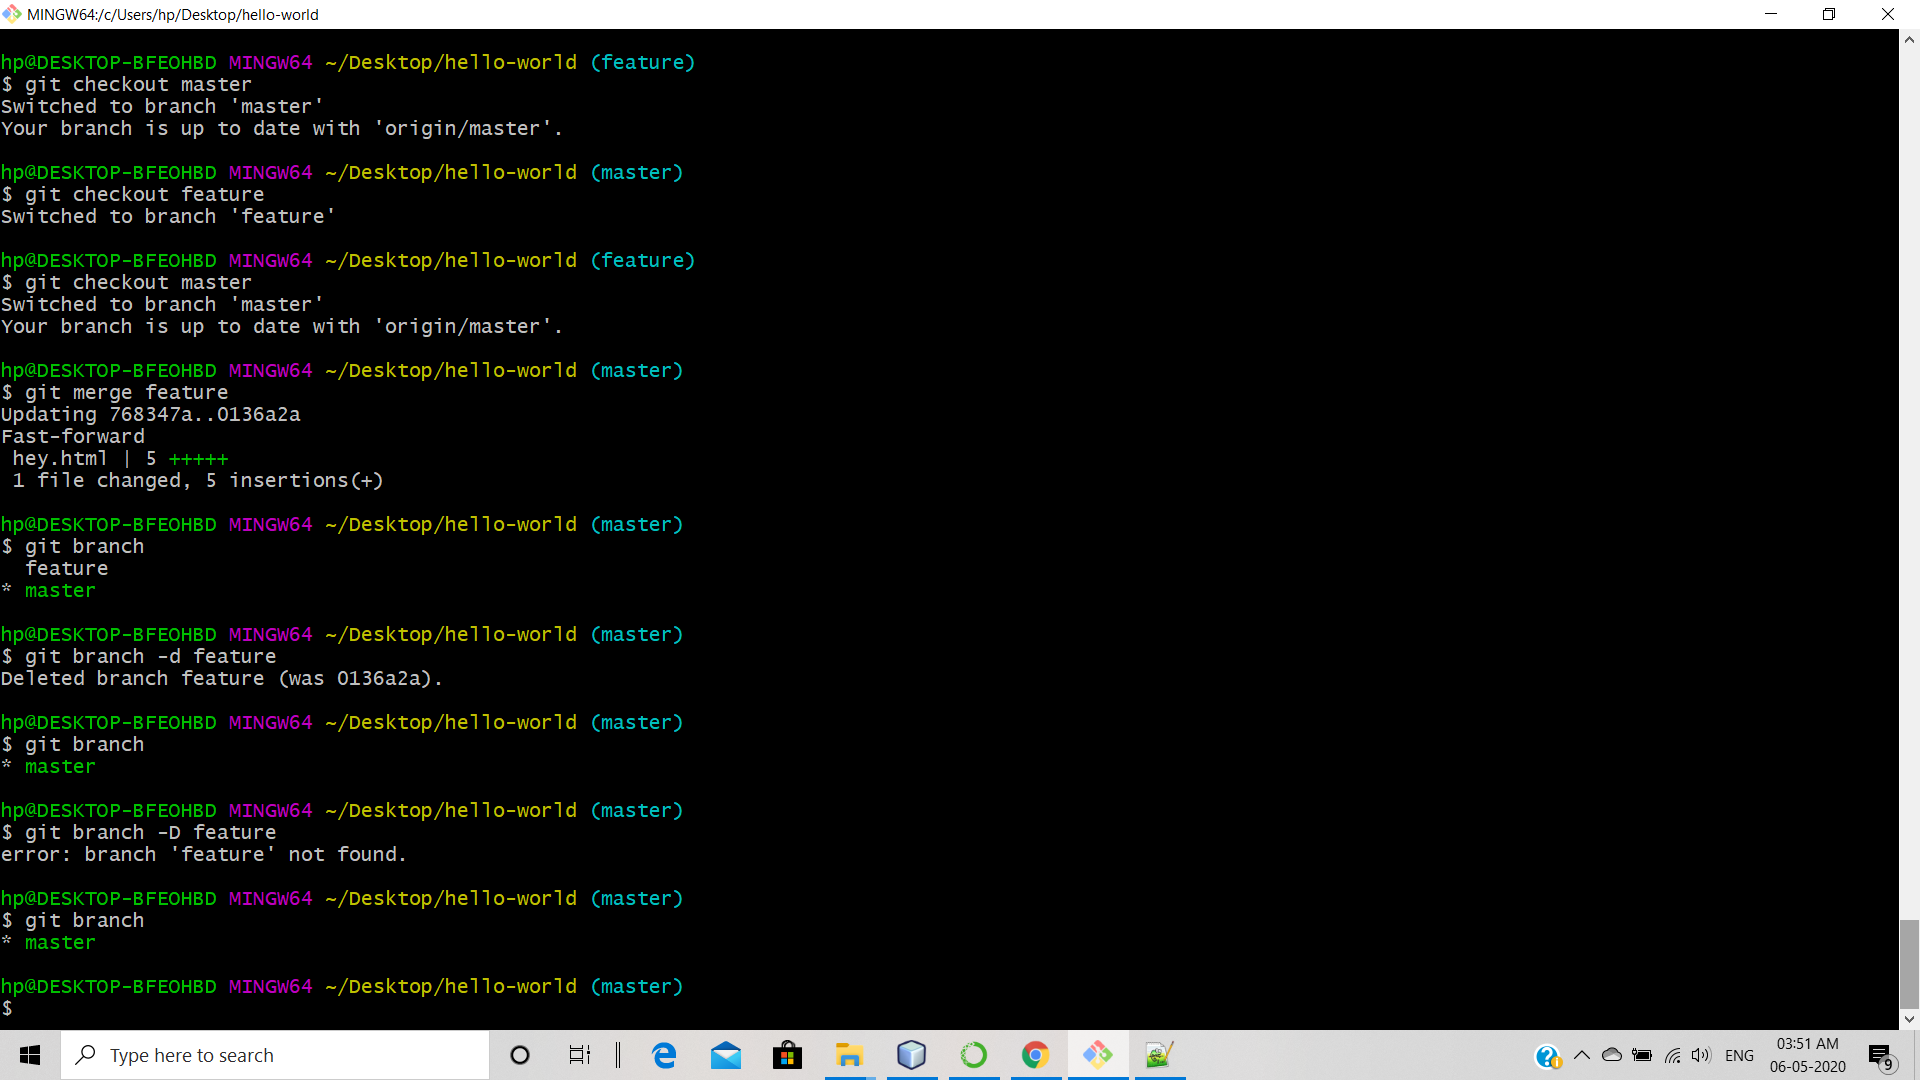 MINGW64:/c/Users/hp/Desktop/hello-world
hp@DESKTOP-BFEOHBD MINGW64 ~/Desktop/hello-world (feature)
$ git checkout master
Switched to branch 'master'
Your branch is up to date with 'origin/master'.
hp@DESKTOP-BFEOHBD MINGW64 ~/Desktop/hello-world (master)
$ git checkout feature
Switched to branch 'feature'
hp@DESKTOP-BFEOHBD MINGW64 ~/Desktop/hello-world (feature)
$ git checkout master
Switched to branch 'master'
Your branch is up to date with 'origin/master'.
hp@DESKTOP-BFEOHBD MINGW64 ~/Desktop/hello-world (master)
$ git merge feature
Updating 768347a..0136a2a
Fast-forward
 hey.html | 5 +++++
 1 file changed, 5 insertions(+)
hp@DESKTOP-BFEOHBD MINGW64 ~/Desktop/hello-world (master)
$ git branch
  feature
* master
hp@DESKTOP-BFEOHBD MINGW64 ~/Desktop/hello-world (master)
$ git branch -d feature
Deleted branch feature (was 0136a2a).
hp@DESKTOP-BFEOHBD MINGW64 ~/Desktop/hello-world (master)
$ git branch
* master
hp@DESKTOP-BFEOHBD MINGW64 ~/Desktop/hello-world (master)
$ git branch -D feature
error: branch 'feature' not found.
hp@DESKTOP-BFEOHBD MINGW64 ~/Desktop/hello-world (master)
$ git branch
* master
hp@DESKTOP-BFEOHBD MINGW64 ~/Desktop/hello-world (master)
$
Type here to search
ENG
03:51 AM
06-05-2020
9